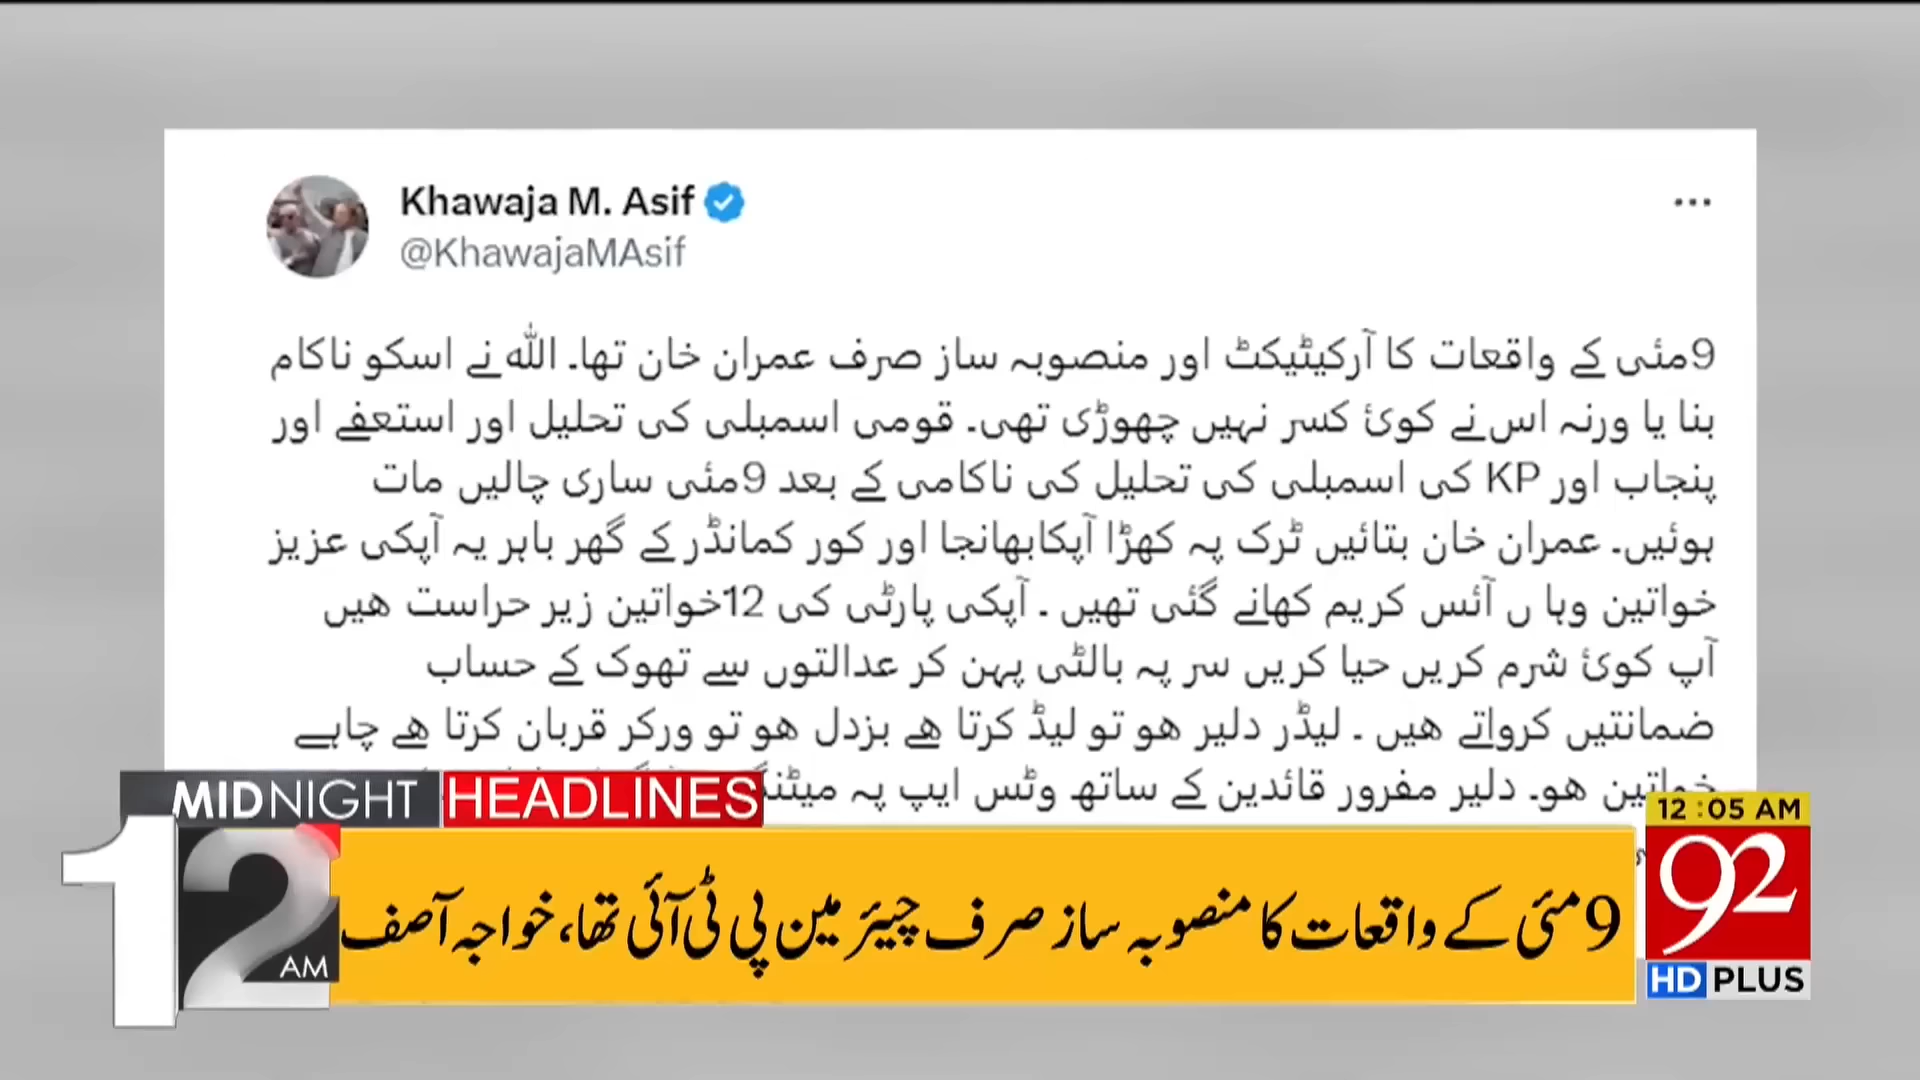 Khawaja M. Asif
@KhawajaMAsif
9مئی کے واقعات کا آرکیٹیکٹ اور منصوبہ ساز صرف عمران خان تھا۔ اللہ نے اسکو ناکام
بنا یا ورنہ اس نے کوئ کسر نہیں چھوڑی تھی۔ قومی اسمبلی کی تحلیل اور استعفے اور
پنجاب اور KP کی اسمبلی کی تحلیل کی ناکامی کے بعد 9مئی ساری چالیں مات
ہوئیں۔ عمران خان بتائیں ٹرک پہ کھڑا آپکابھانجا اور کور کمانڈر کے گھر باہر یہ آپکی عزیز
خواتین وہا ں آئس کریم کھانے گئی تھیں ۔ آپکی پارٹی کی 12خواتین زیر حراست ھیں
آپ کوئ شرم کریں حیا کریں سر پہ بالٹی پہن کر عدالتوں سے تھوک کے حساب
ضمانتیں کرواتے ھیں ۔ لیڈر دلیر ھو تو لیڈ کرتا ھے بزدل ھو تو ورکر قربان کرتا ھے چاہے
خواتین ھو۔ دلیر مفرور قائدین کے ساتھ وٹس ایپ پہ
MIDNIGHT HEADLINES
12 AM
9 مئی کے واقعات کا منصوبہ ساز صرف چیئر مین پی ٹی آئی تھا، خواجہ آصف
12:05 AM
92
HD PLUS